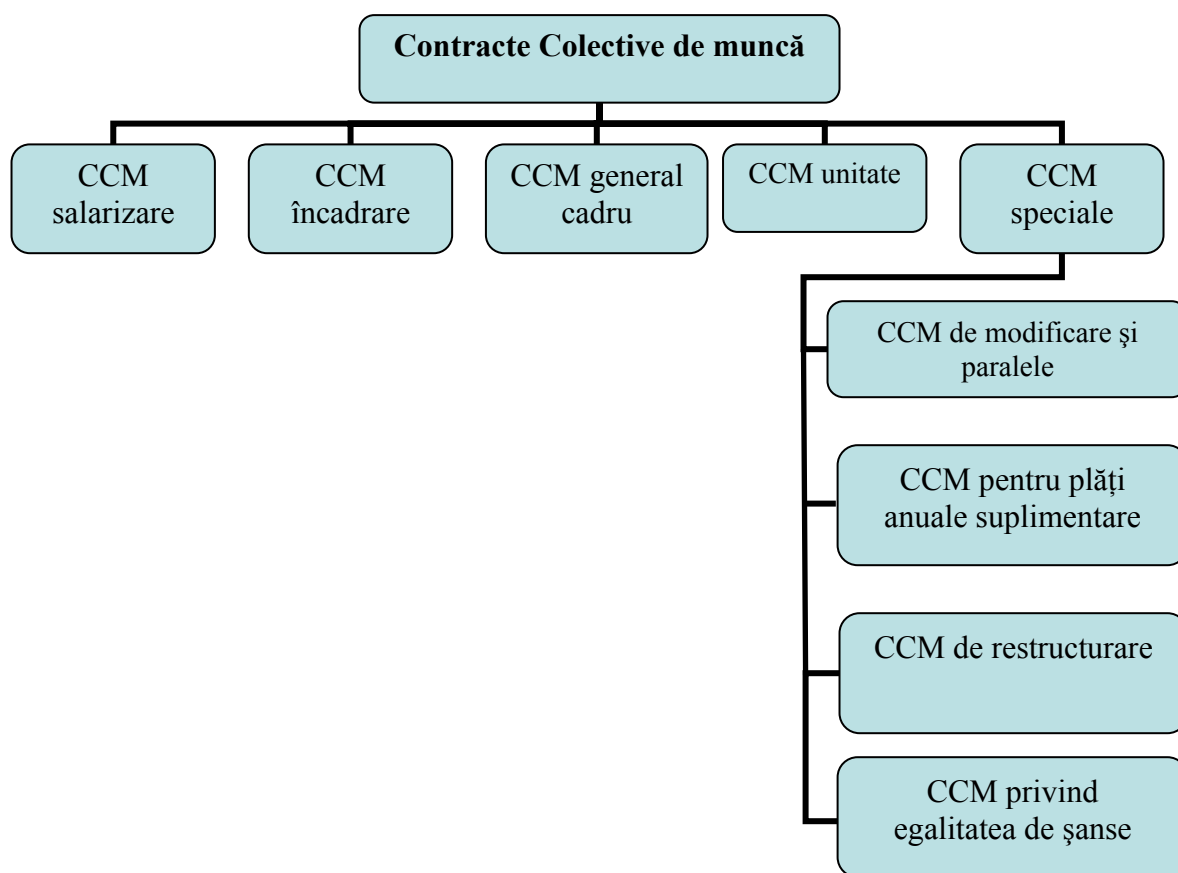 Contracte Colective de muncă
CCM
salarizare
CCM
încadrare
CCM general
cadru
CCM unitate
CCM
speciale
CCM de modificare şi
paralele
CCM pentru plăți
anuale suplimentare
CCM de restructurare
CCM privind
egalitatea de şanse